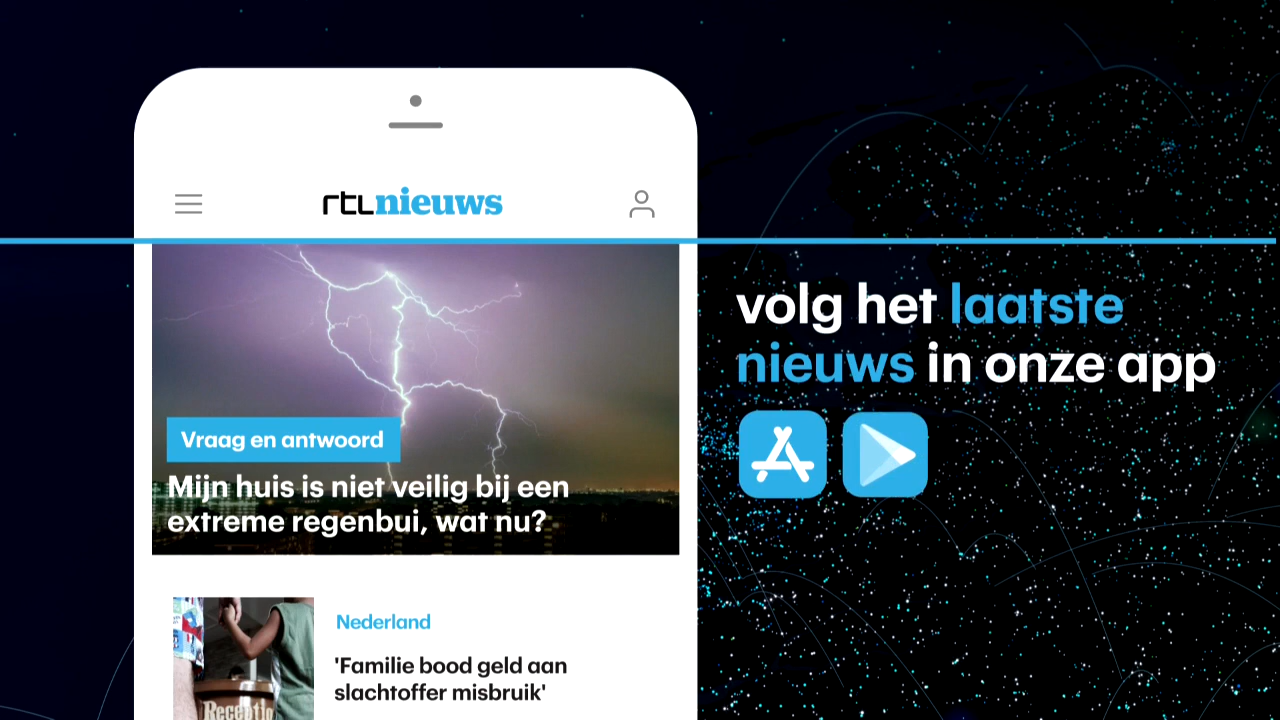 rtlnieuws
volg het laatste
nieuws in onze app
Vraag en antwoord
Mijn huis is niet veilig bij een
extreme regenbui, wat nu?
Nederland
'Familie bood geld aan
slachtoffer misbruik'